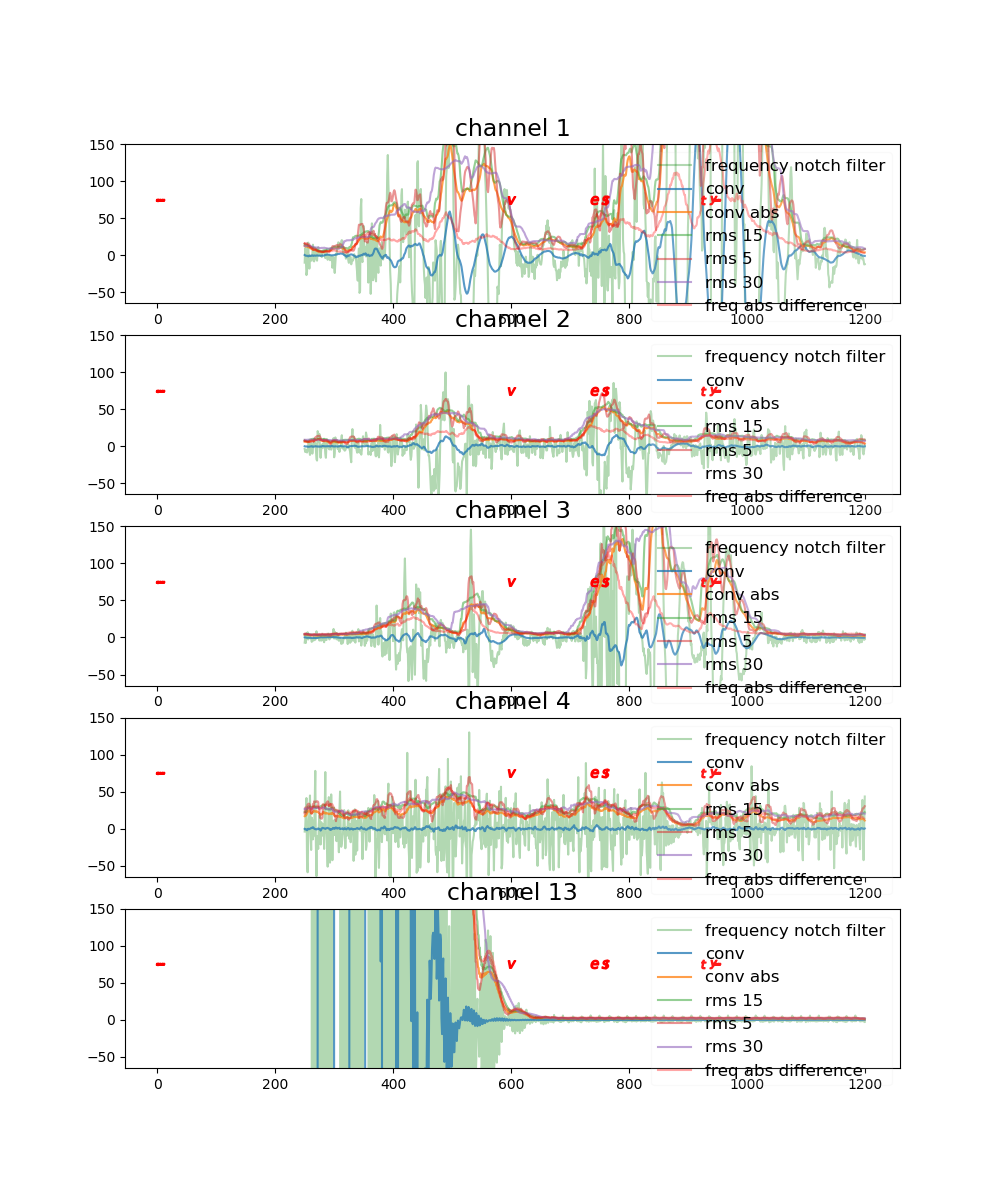 channel 1
150
100
50
0
−50
0 200 400 600 800 1000 1200
v es ty
frequency notch filter
conv
conv abs
rms 15
rms 5
rms 30
freq abs difference
channel 2
150
100
50
0
−50
0 200 400 600 800 1000 1200
v es ty
frequency notch filter
conv
conv abs
rms 15
rms 5
rms 30
freq abs difference
channel 3
150
100
50
0
−50
0 200 400 600 800 1000 1200
v es ty
frequency notch filter
conv
conv abs
rms 15
rms 5
rms 30
freq abs difference
channel 4
150
100
50
0
−50
0 200 400 600 800 1000 1200
v es ty
frequency notch filter
conv
conv abs
rms 15
rms 5
rms 30
freq abs difference
channel 13
150
100
50
0
−50
0 200 400 600 800 1000 1200
v es ty
frequency notch filter
conv
conv abs
rms 15
rms 5
rms 30
freq abs difference